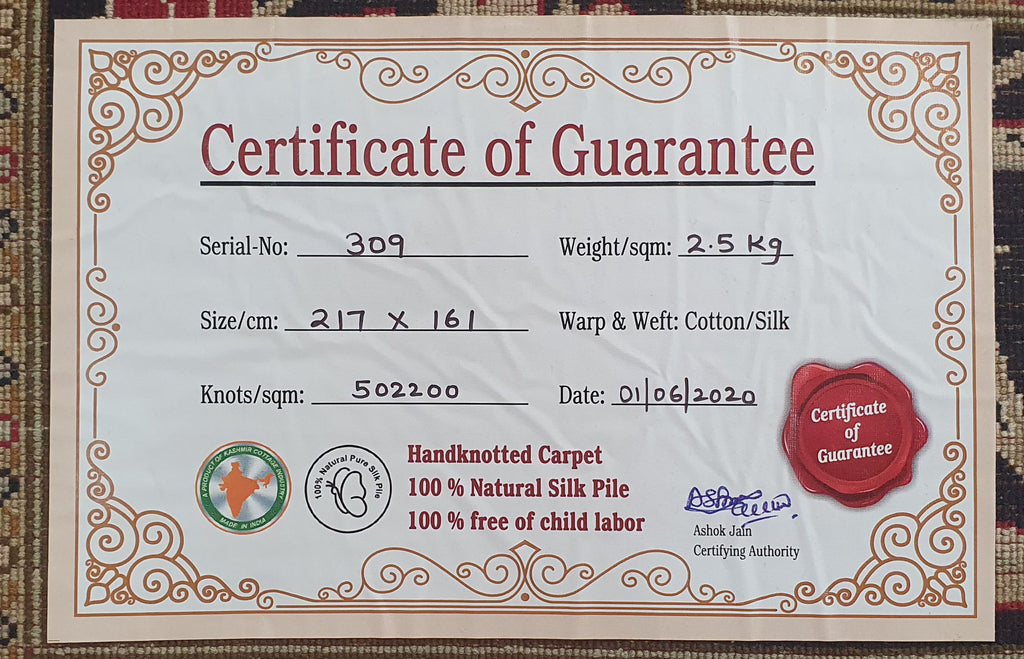 Certificate of Guarantee
Serial-No: 309
Weight/sqm: 2.5 Kg
Size/cm: 217 X 161
Warp & Weft: Cotton/Silk
Knots/sqm: 502200
Date: 01/06/2020
Certificate
of
Guarantee
A PRODUCT OF KASHMIR COTTAGE INDUSTRY
MADE IN INDIA
100% Natural Pure Silk Pile
Handknotted Carpet
100 % Natural Silk Pile
100 % free of child labor
Ashok Jain
Certifying Authority